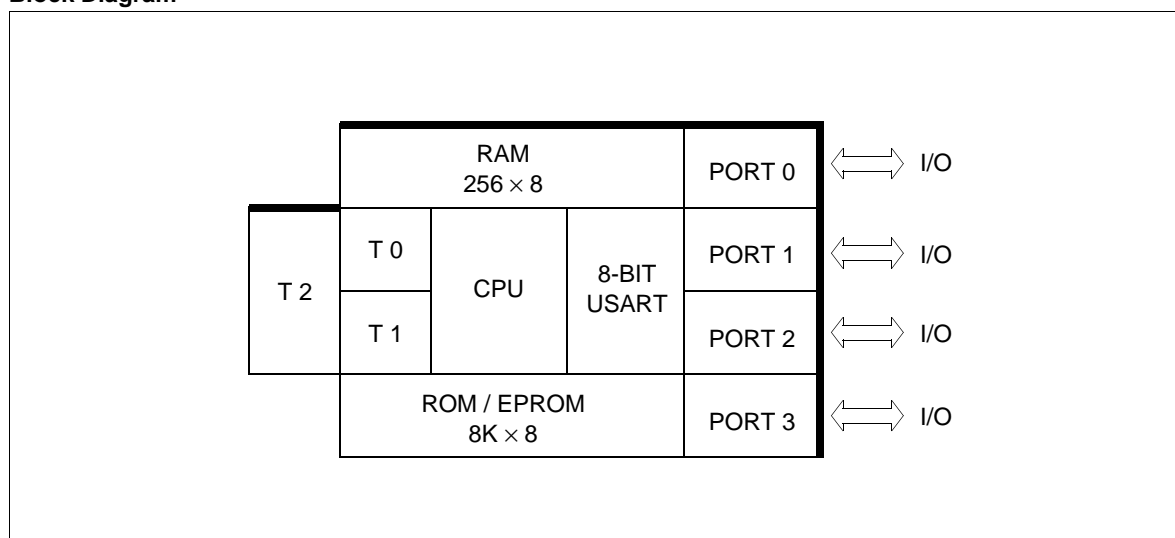 Block Diagram
RAM
256 × 8
PORT 0
I/O
T 2
T 0
T 1
CPU
8-BIT
USART
PORT 1
I/O
PORT 2
I/O
ROM / EPROM
8K × 8
PORT 3
I/O